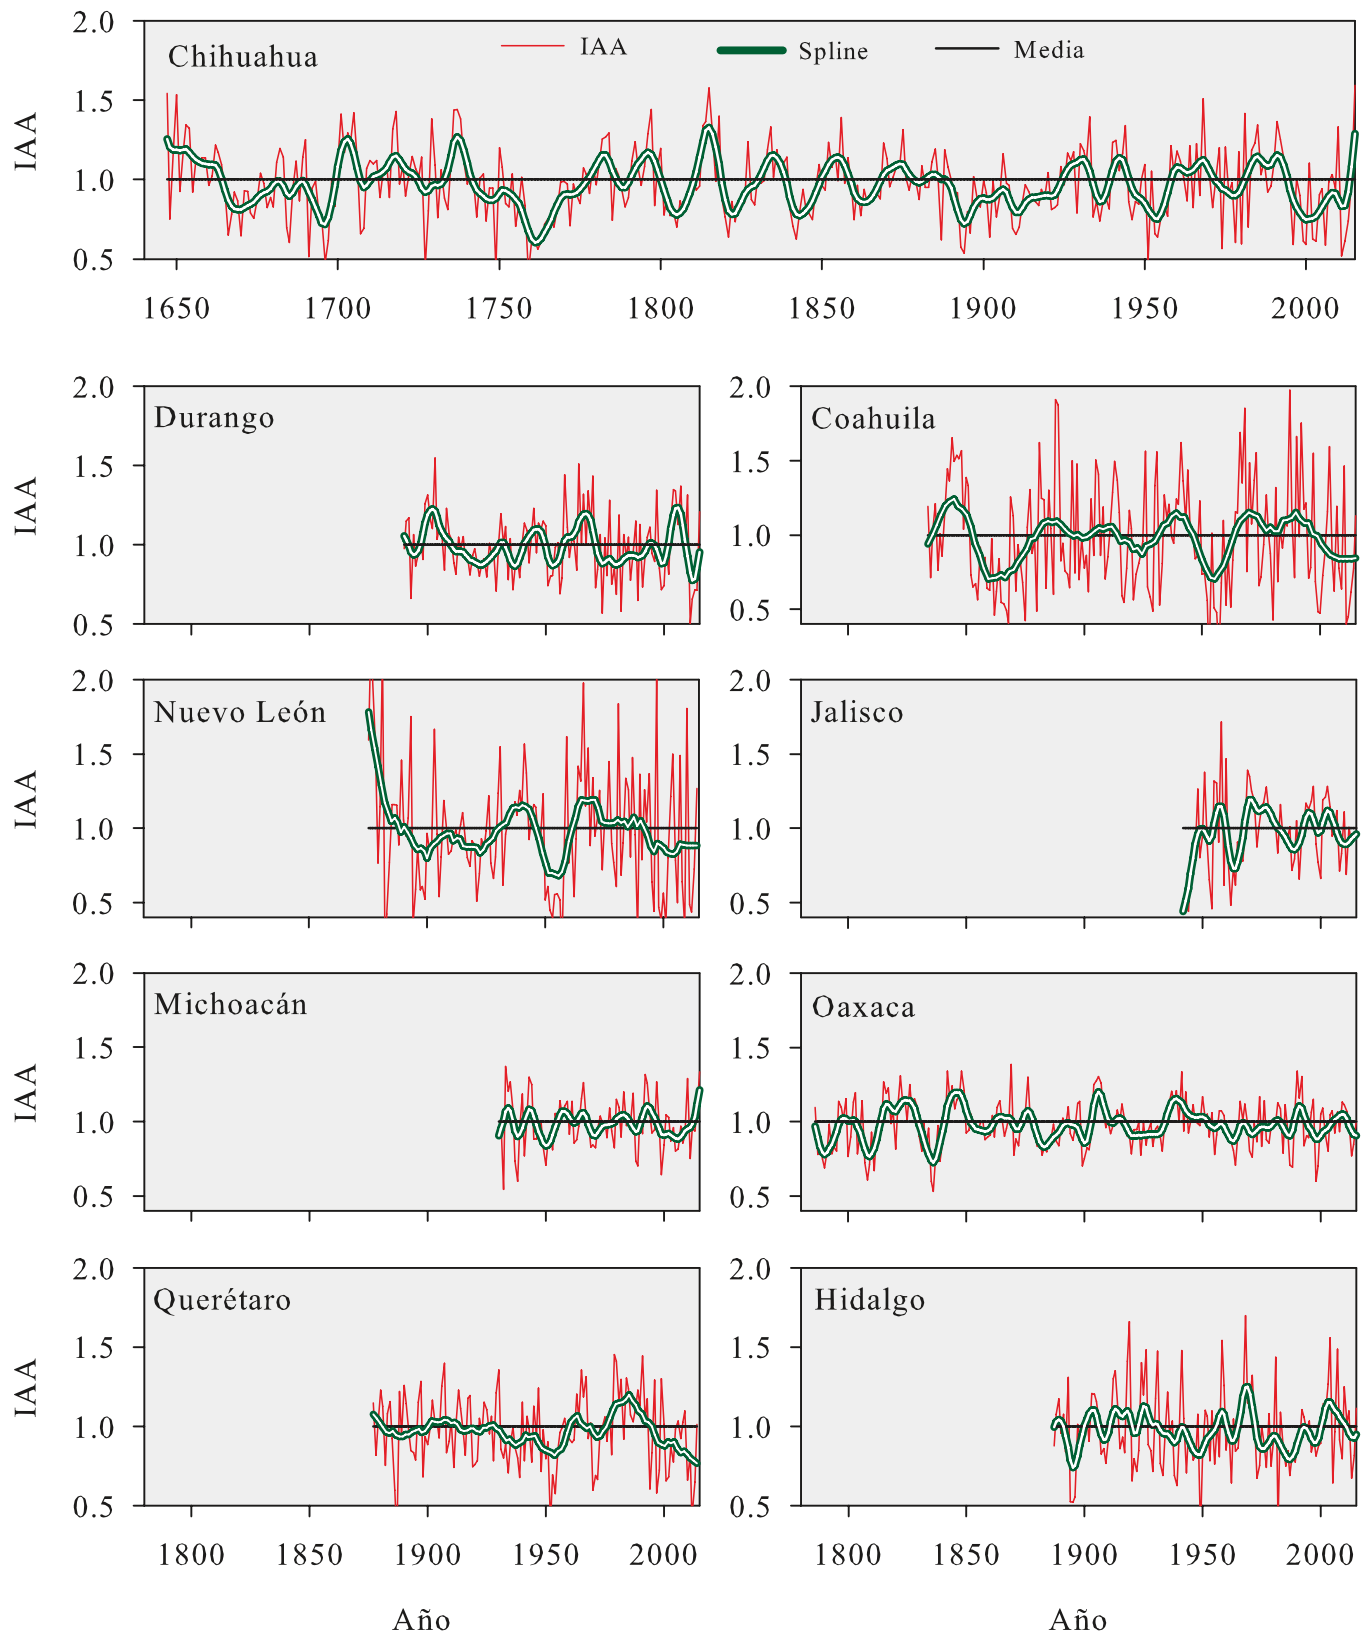 2.0
Chihuahua
IAA
Spline
Media
1.5
IAA
1.0
0.5
1650 1700 1750 1800 1850 1900 1950 2000
2.0 2.0
Durango Coahuila
1.5 1.5
IAA
1.0 1.0
0.5 0.5
2.0 2.0
Nuevo León Jalisco
1.5 1.5
IAA
1.0 1.0
0.5 0.5
2.0 2.0
Michoacán Oaxaca
1.5 1.5
IAA
1.0 1.0
0.5 0.5
2.0 2.0
Querétaro Hidalgo
1.5 1.5
IAA
1.0 1.0
0.5 0.5
1800 1850 1900 1950 2000 1800 1850 1900 1950 2000
Año Año